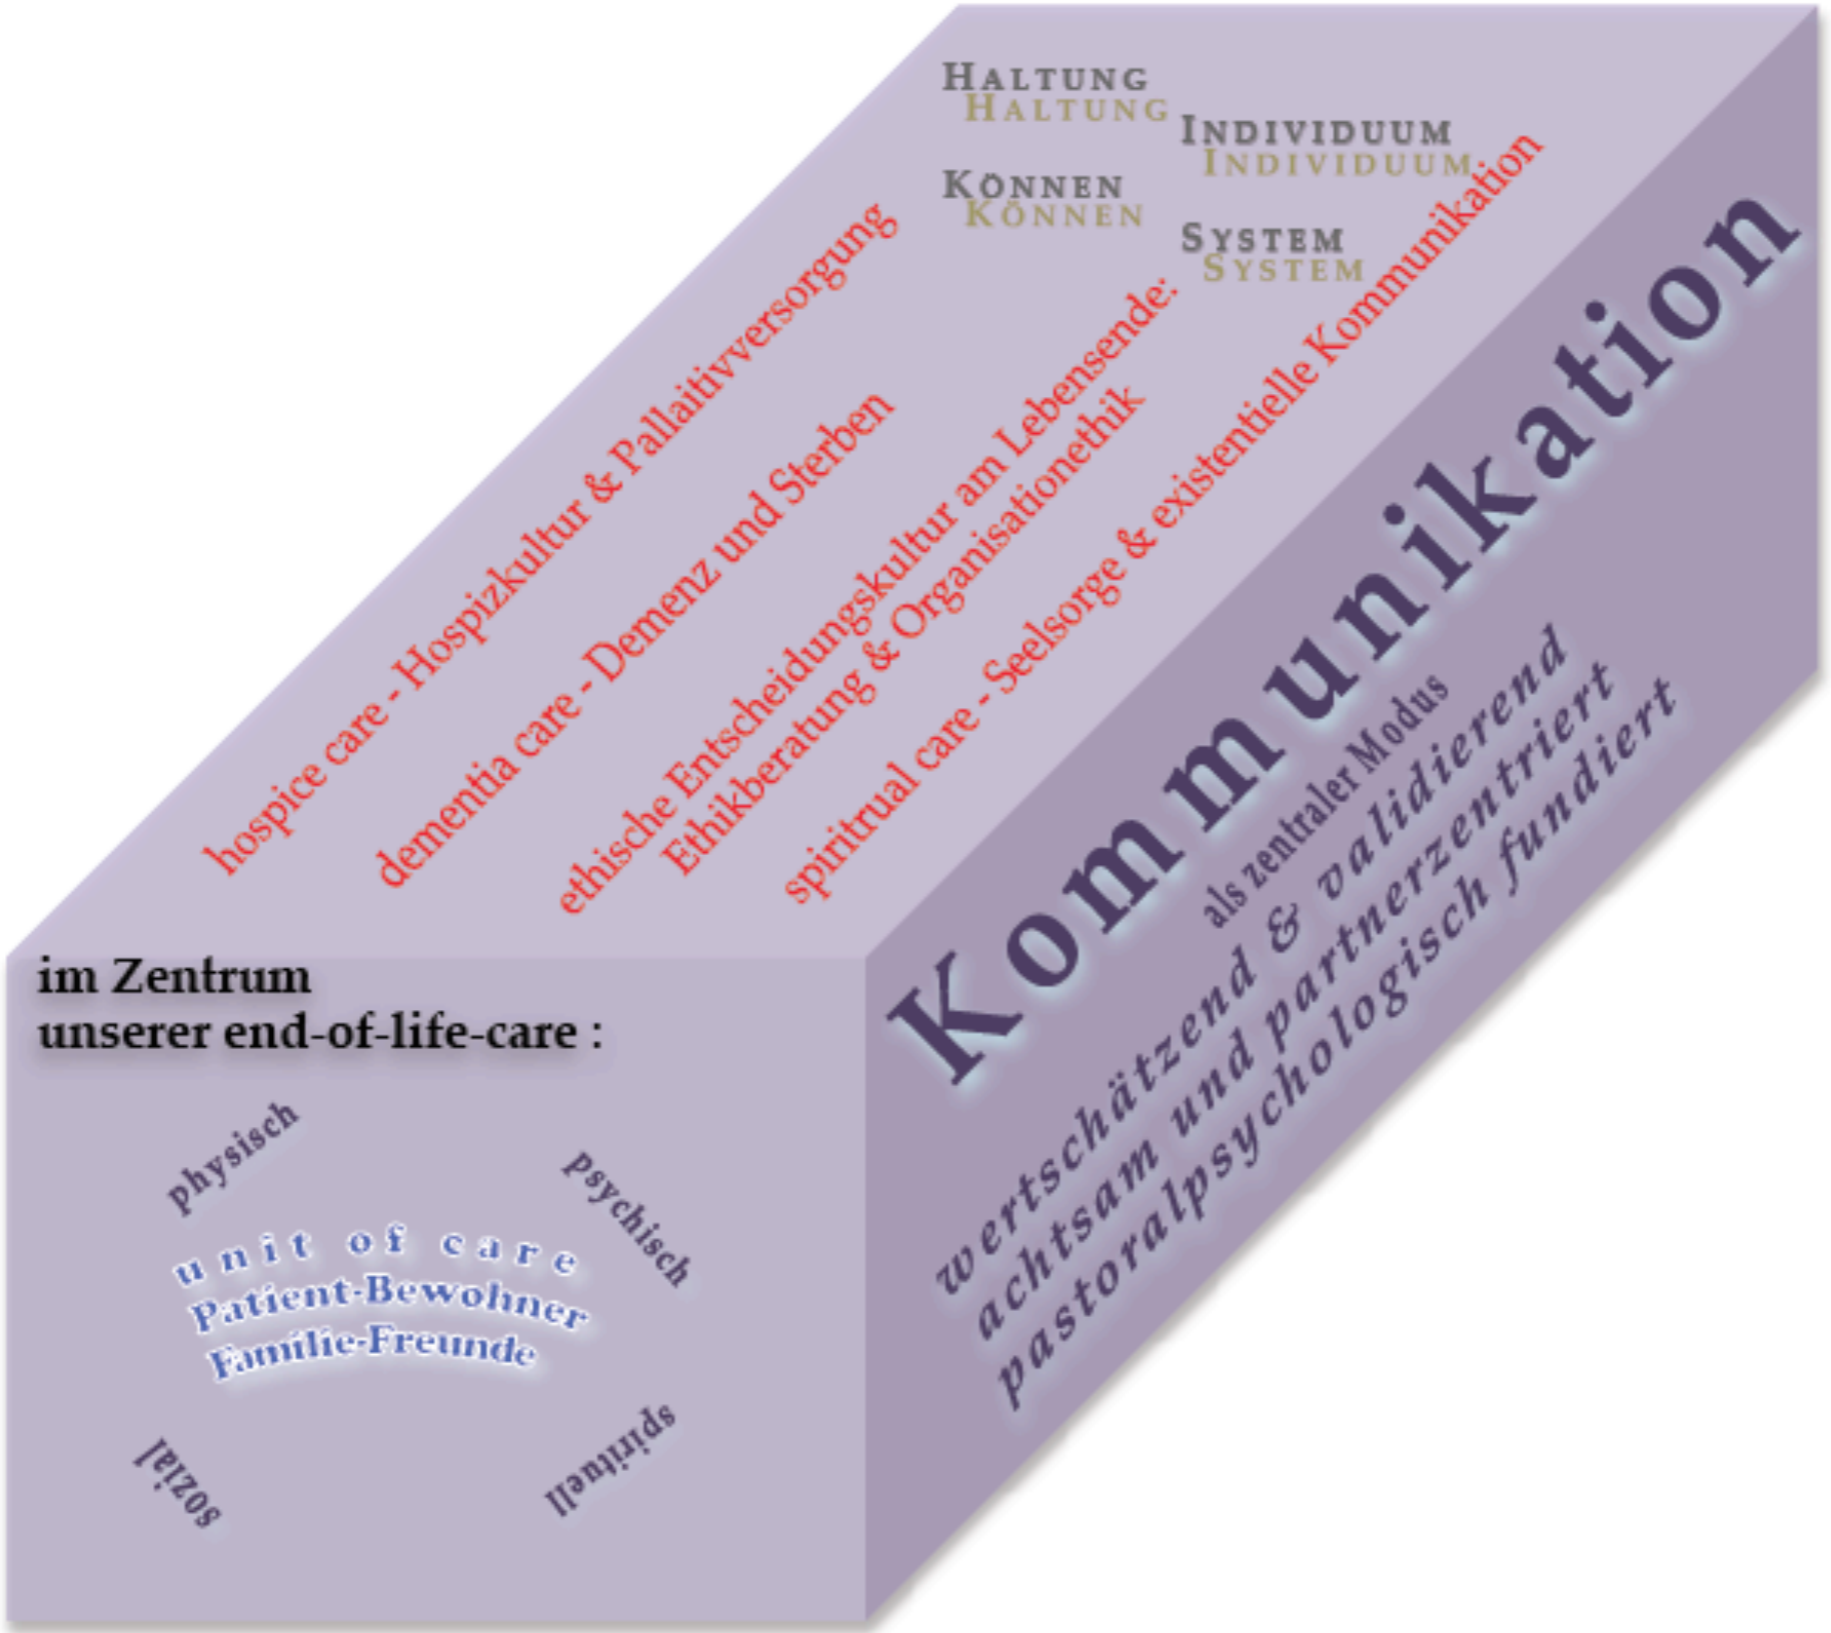 HALTUNG
HALTUNG
INDIVIDUUM
INDIVIDUUM
KÖNNEN
KÖNNEN
SYSTEM
SYSTEM
hospice care - Hospizkultur & Pallaitivversorgung
dementia care - Demenz und Sterben
ethische Entscheidungskultur am Lebensende:
Ethikberatung & Organisationethik
spiritrual care - Seelsorge & existentielle Kommunikation
Kommunikation
als zentraler Modus
wertschätzend & validierend
achtsam und partnerzentriert
pastoralpsychologisch fundiert
im Zentrum
unserer end-of-life-care :
physisch
psychisch
unit of care
Patient-Bewohner
Familie-Freunde
sozial
spirituell